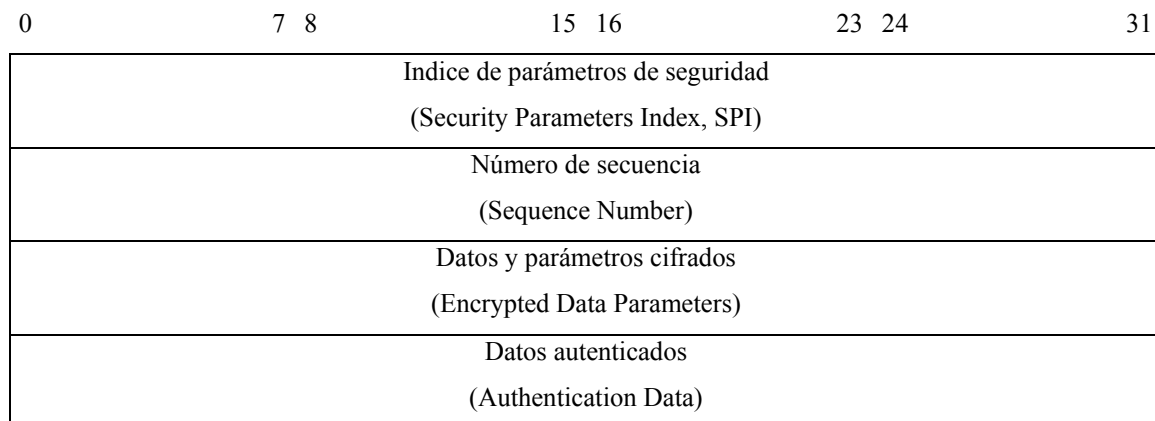 0 7 8 15 16 23 24 31
Indice de parámetros de seguridad
(Security Parameters Index, SPI)
Número de secuencia
(Sequence Number)
Datos y parámetros cifrados
(Encrypted Data Parameters)
Datos autenticados
(Authentication Data)